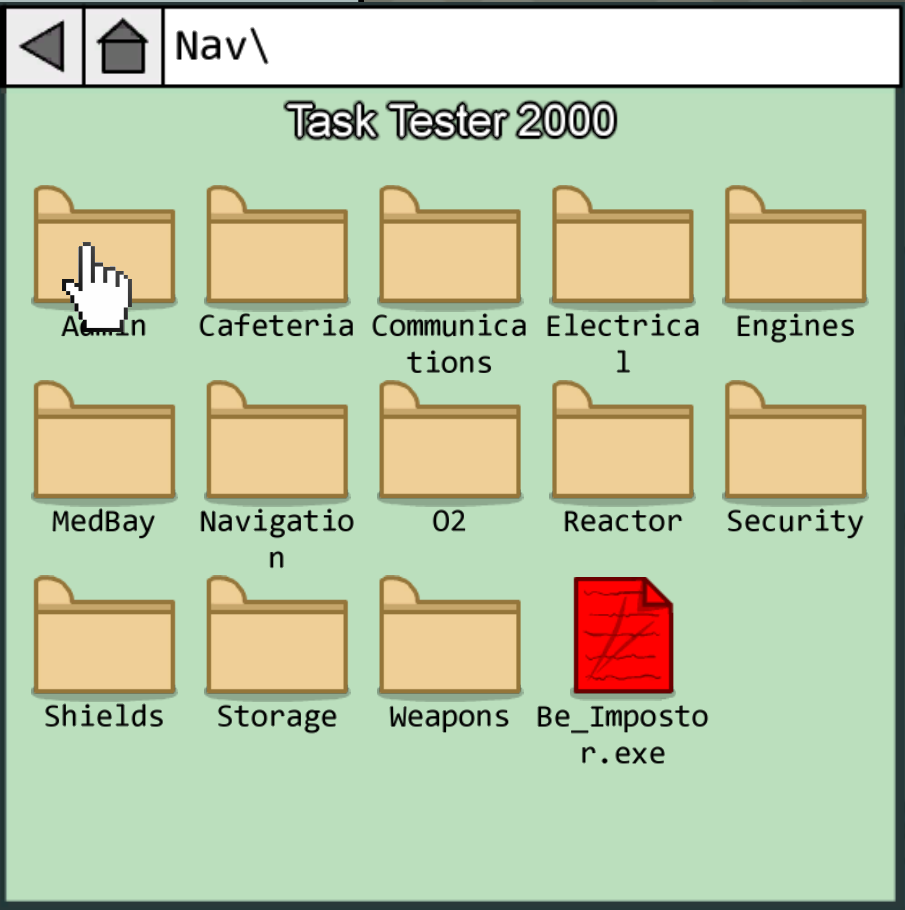 Nav\
Task Tester 2000
Admin Cafeteria Communica Electrica Engines
tions l
MedBay Navigatio O2 Reactor Security
n
Shields Storage Weapons Be_Imposto
r.exe